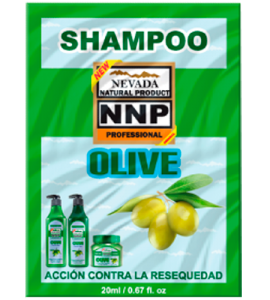 SHAMPOO
NEW
NEVADA
NATURAL PRODUCT
NNP
PROFESSIONAL
OLIVE
ACCIÓN CONTRA LA RESEQUEDAD
20ml / 0.67 fl. oz